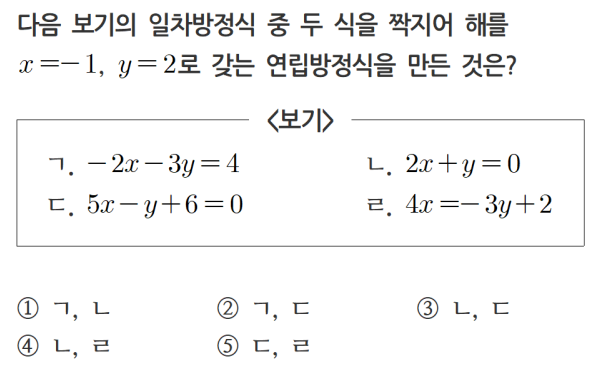 다음 보기의 일차방정식 중 두 식을 짝지어 해를
x=-1, y=2로 갖는 연립방정식을 만든 것은?
<보기>
ㄱ. -2x-3y=4 ㄴ. 2x+y=0
ㄷ. 5x-y+6=0 ㄹ. 4x=-3y+2
① ㄱ, ㄴ ② ㄱ, ㄷ ③ ㄴ, ㄷ
④ ㄴ, ㄹ ⑤ ㄷ, ㄹ